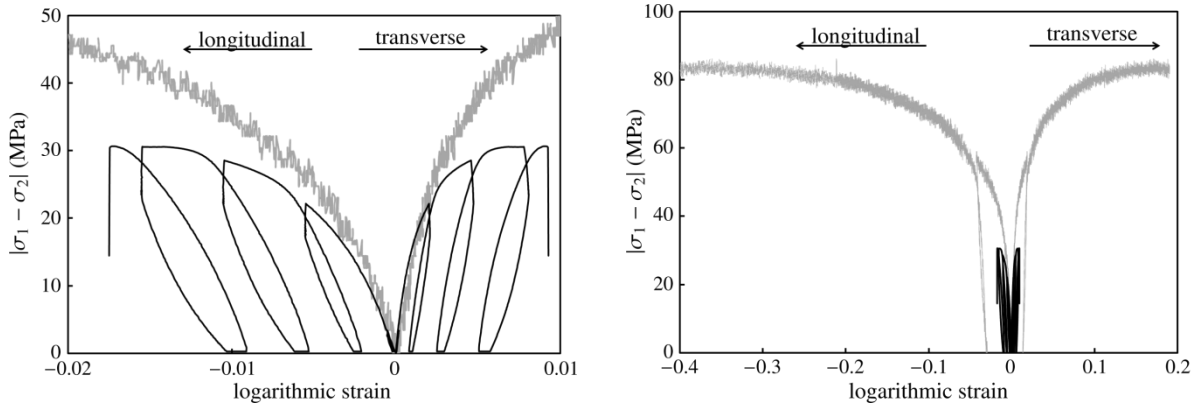 50
40
30
20
10
0
|σ₁ − σ₂| (MPa)
longitudinal
transverse
−0.02
−0.01
0
0.01
logarithmic strain
100
80
60
40
20
0
|σ₁ − σ₂| (MPa)
longitudinal
transverse
−0.4
−0.3
−0.2
−0.1
0
0.1
0.2
logarithmic strain